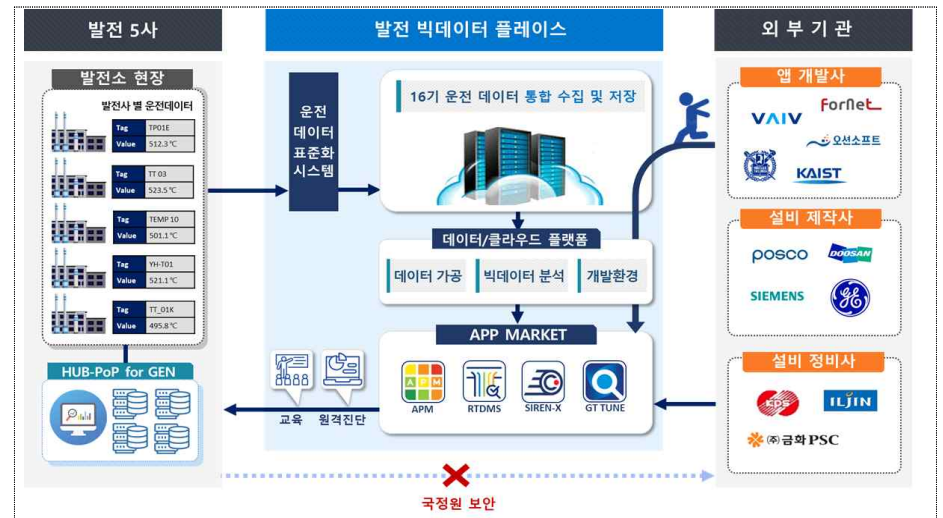 발전 5사
발전 빅데이터 플레이스
외 부 기 관
발전소 현장
발전사 별 운전데이터
Tag TP01E
Value 512.3 ℃
Tag TT 03
Value 523.5 ℃
Tag TEMP 10
Value 501.1 ℃
Tag YH-T01
Value 521.1 ℃
Tag TT_01K
Value 495.8 ℃
HUB-PoP for GEN
운전
데이터
표준화
시스템
16기 운전 데이터 통합 수집 및 저장
데이터/클라우드 플랫폼
데이터 가공
빅데이터 분석
개발환경
APP MARKET
APM
APM
RTDMS
SIREN-X
GT TUNE
교육
원격진단
앱 개발사
VAIV
ForNet
오션소프트
KAIST
설비 제작사
posco
DOOSAN
SIEMENS
GE
설비 정비사
KPS
ILJIN
㈜금화PSC
국정원 보안